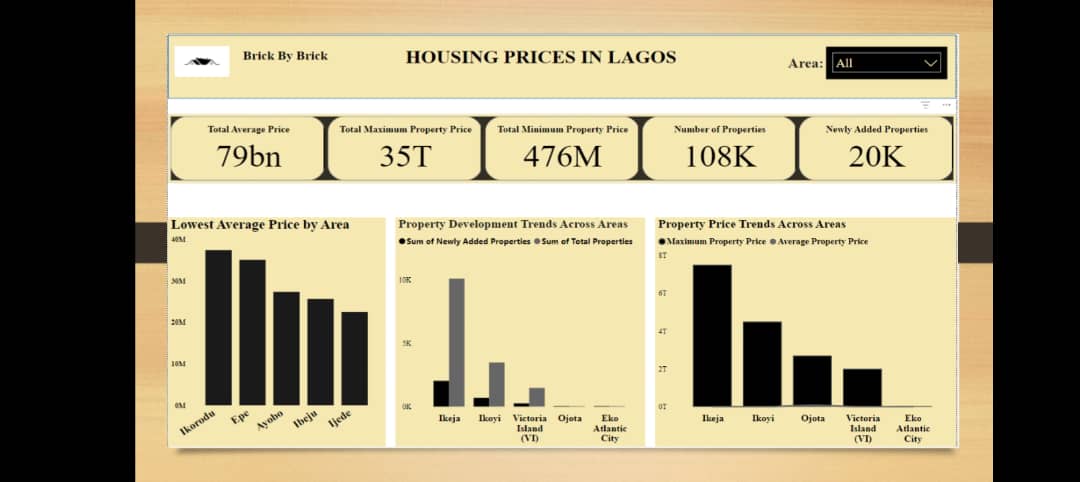 Brick By Brick
HOUSING PRICES IN LAGOS
Area:
All
Total Average Price
79bn
Total Maximum Property Price
35T
Total Minimum Property Price
476M
Number of Properties
108K
Newly Added Properties
20K
Lowest Average Price by Area
40M
30M
20M
10M
0M
Ikorodu
Epe
Ayobo
Ibeju
Ijede
Property Development Trends Across Areas
Sum of Newly Added Properties Sum of Total Properties
10K
5K
0K
Ikeja
Ikoyi
Victoria
Island
(VI)
Ojota
Eko
Atlantic
City
Property Price Trends Across Areas
Maximum Property Price Average Property Price
8T
6T
4T
2T
0T
Ikeja
Ikoyi
Ojota
Victoria
Island
(VI)
Eko
Atlantic
City